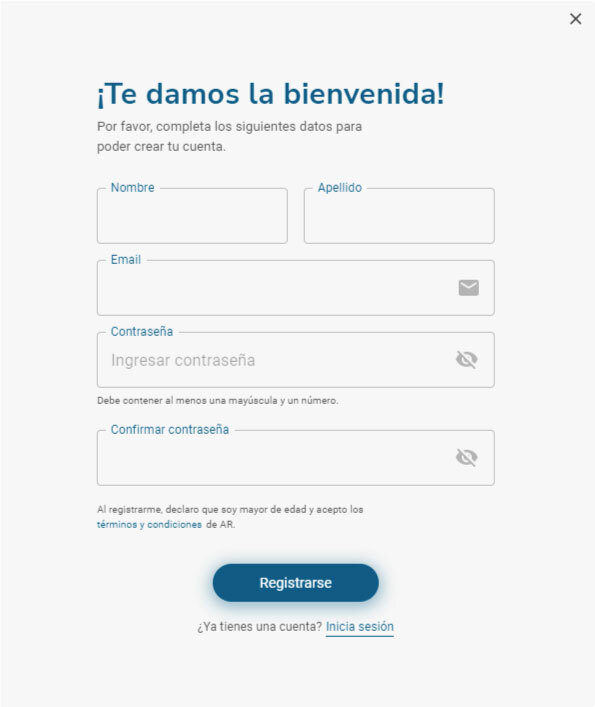 ¡Te damos la bienvenida!
Por favor, completa los siguientes datos para
poder crear tu cuenta.
Nombre
Apellido
Email
Contraseña
Ingresar contraseña
Debe contener al menos una mayúscula y un número.
Confirmar contraseña
Al registrarme, declaro que soy mayor de edad y acepto los
términos y condiciones de AR.
Registrarse
¿Ya tienes una cuenta? Inicia sesión